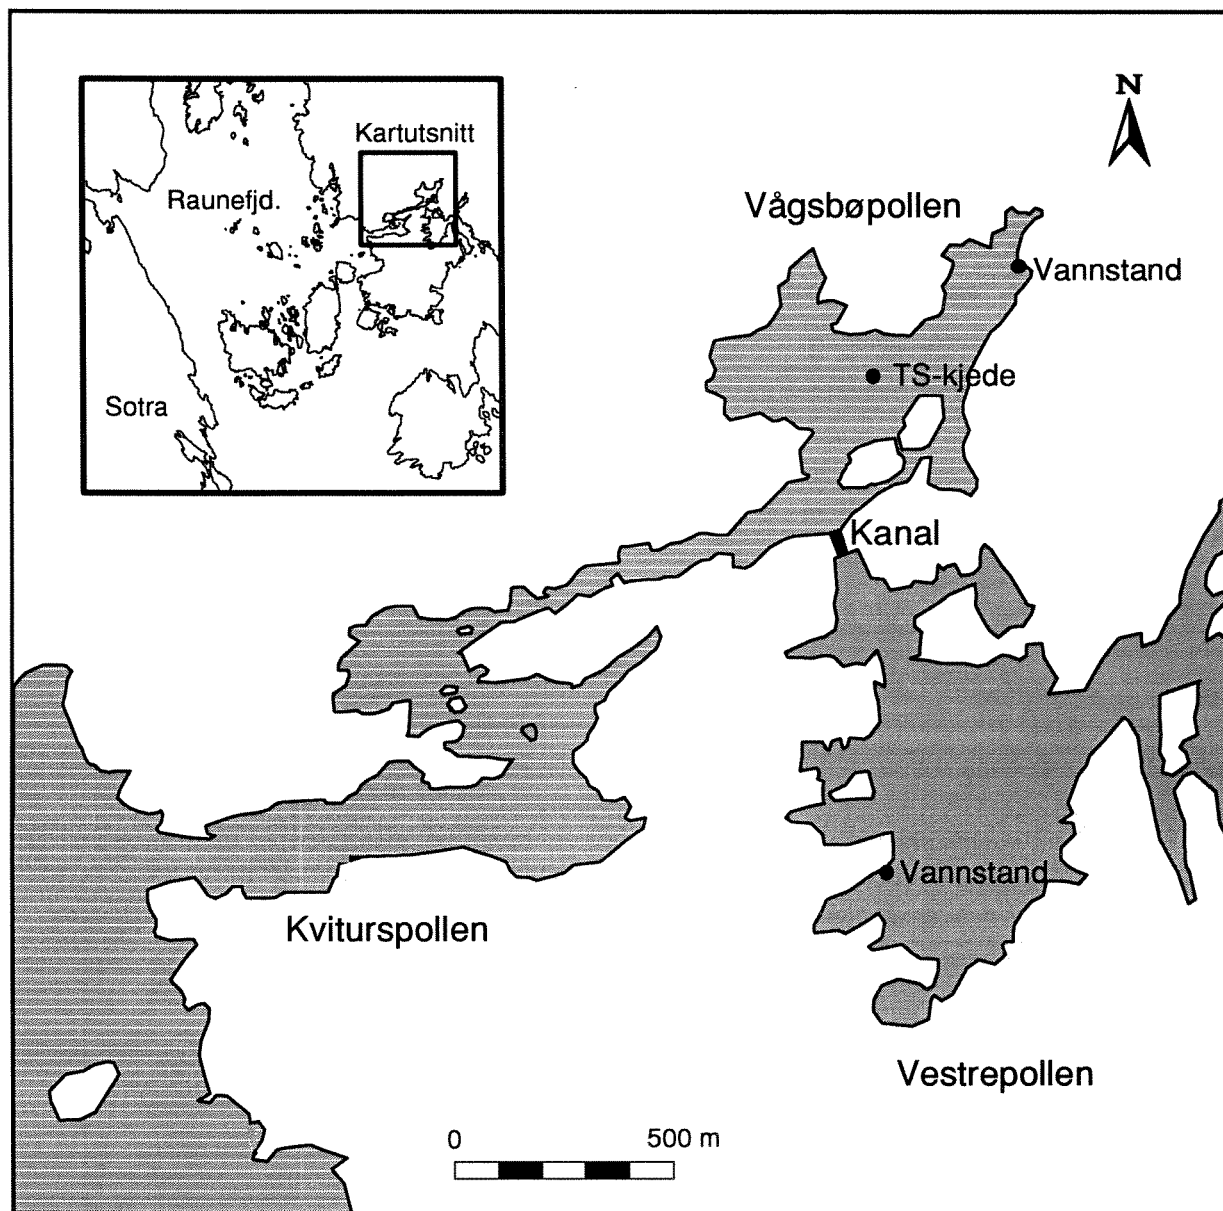 N
Kartutsnitt
Raunefjd.
Vågsbøpollen
Vannstand
TS-kjede
Sotra
Kanal
Vannstand
Kviturspollen
Vestrepollen
0 500 m